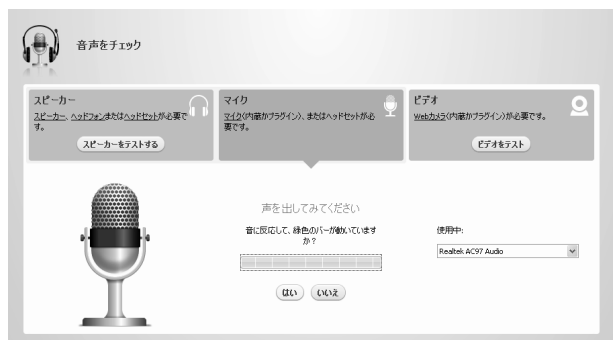 音声をチェック
スピーカー
スピーカー、ヘッドフォンまたはヘッドセットが必要で
す。
スピーカーをテストする
マイク
マイク(内蔵かプラグイン)、またはヘッドセットが必
要です。
ビデオ
Webカメラ(内蔵かプラグイン)が必要です。
ビデオをテスト
声を出してみてください
音に反応して、緑色のバーが動いています
か？
はい
いいえ
使用中:
Realtek AC97 Audio